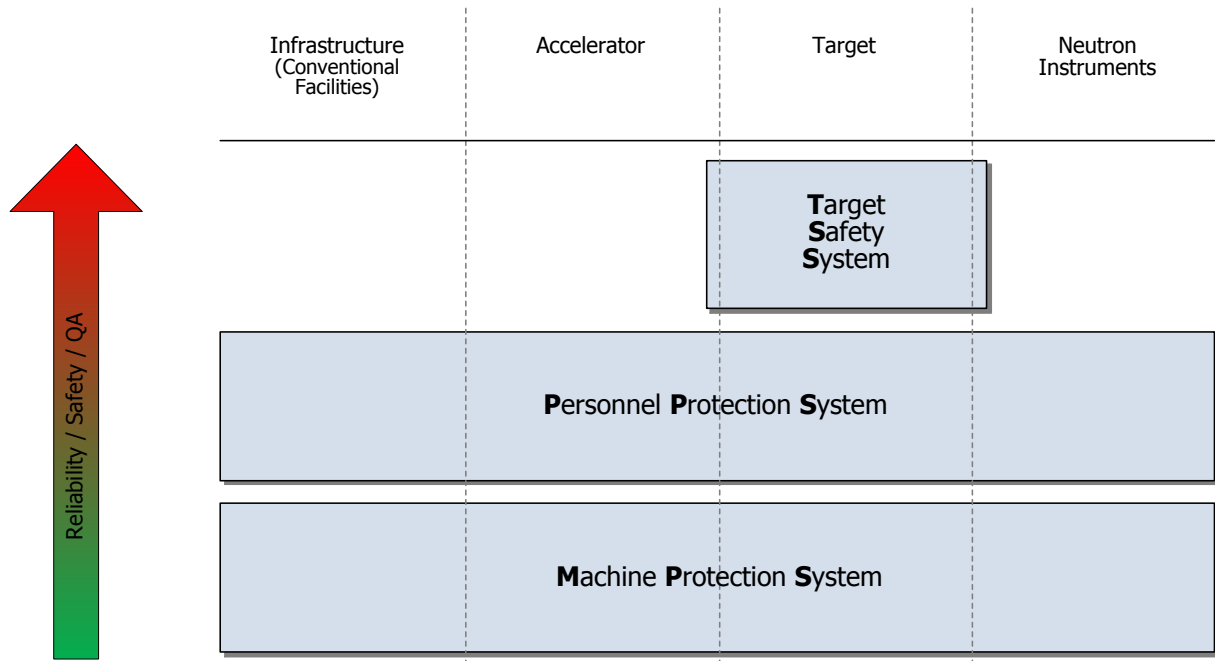 Infrastructure
(Conventional
Facilities)
Accelerator
Target
Neutron
Instruments
Target
Safety
System
Personnel Protection System
Machine Protection System
Reliability / Safety / QA